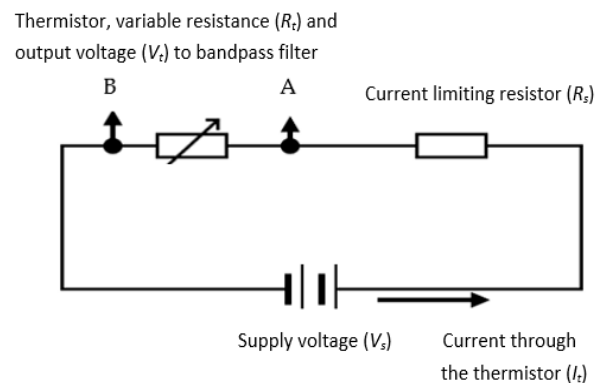 Thermistor, variable resistance (Rt) and
output voltage (Vt) to bandpass filter
B
A
Current limiting resistor (Rs)
Supply voltage (Vs)
Current through
the thermistor (It)